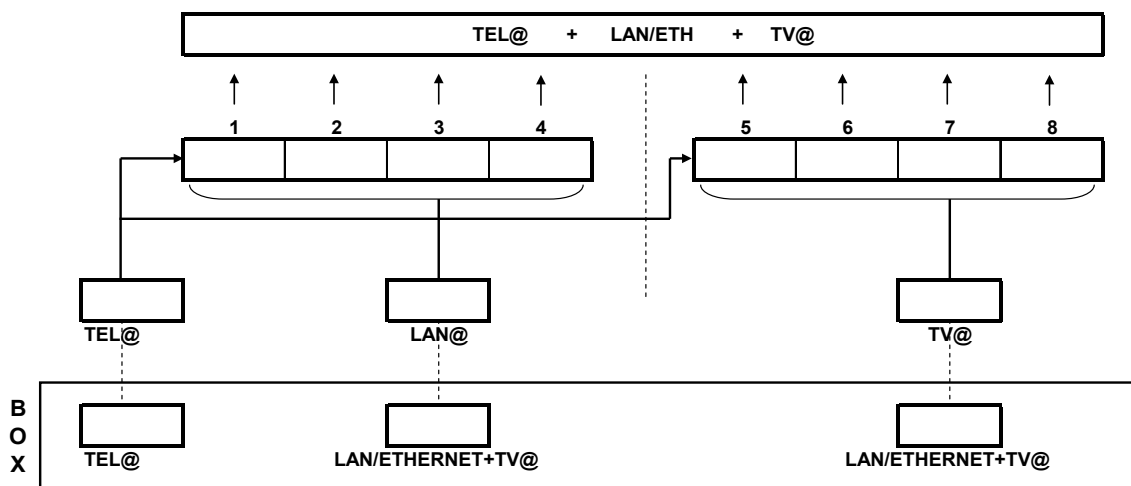 TEL@ + LAN/ETH + TV@
1 2 3 4 5 6 7 8
TEL@ LAN@ TV@
BOX
TEL@ LAN/ETHERNET+TV@ LAN/ETHERNET+TV@